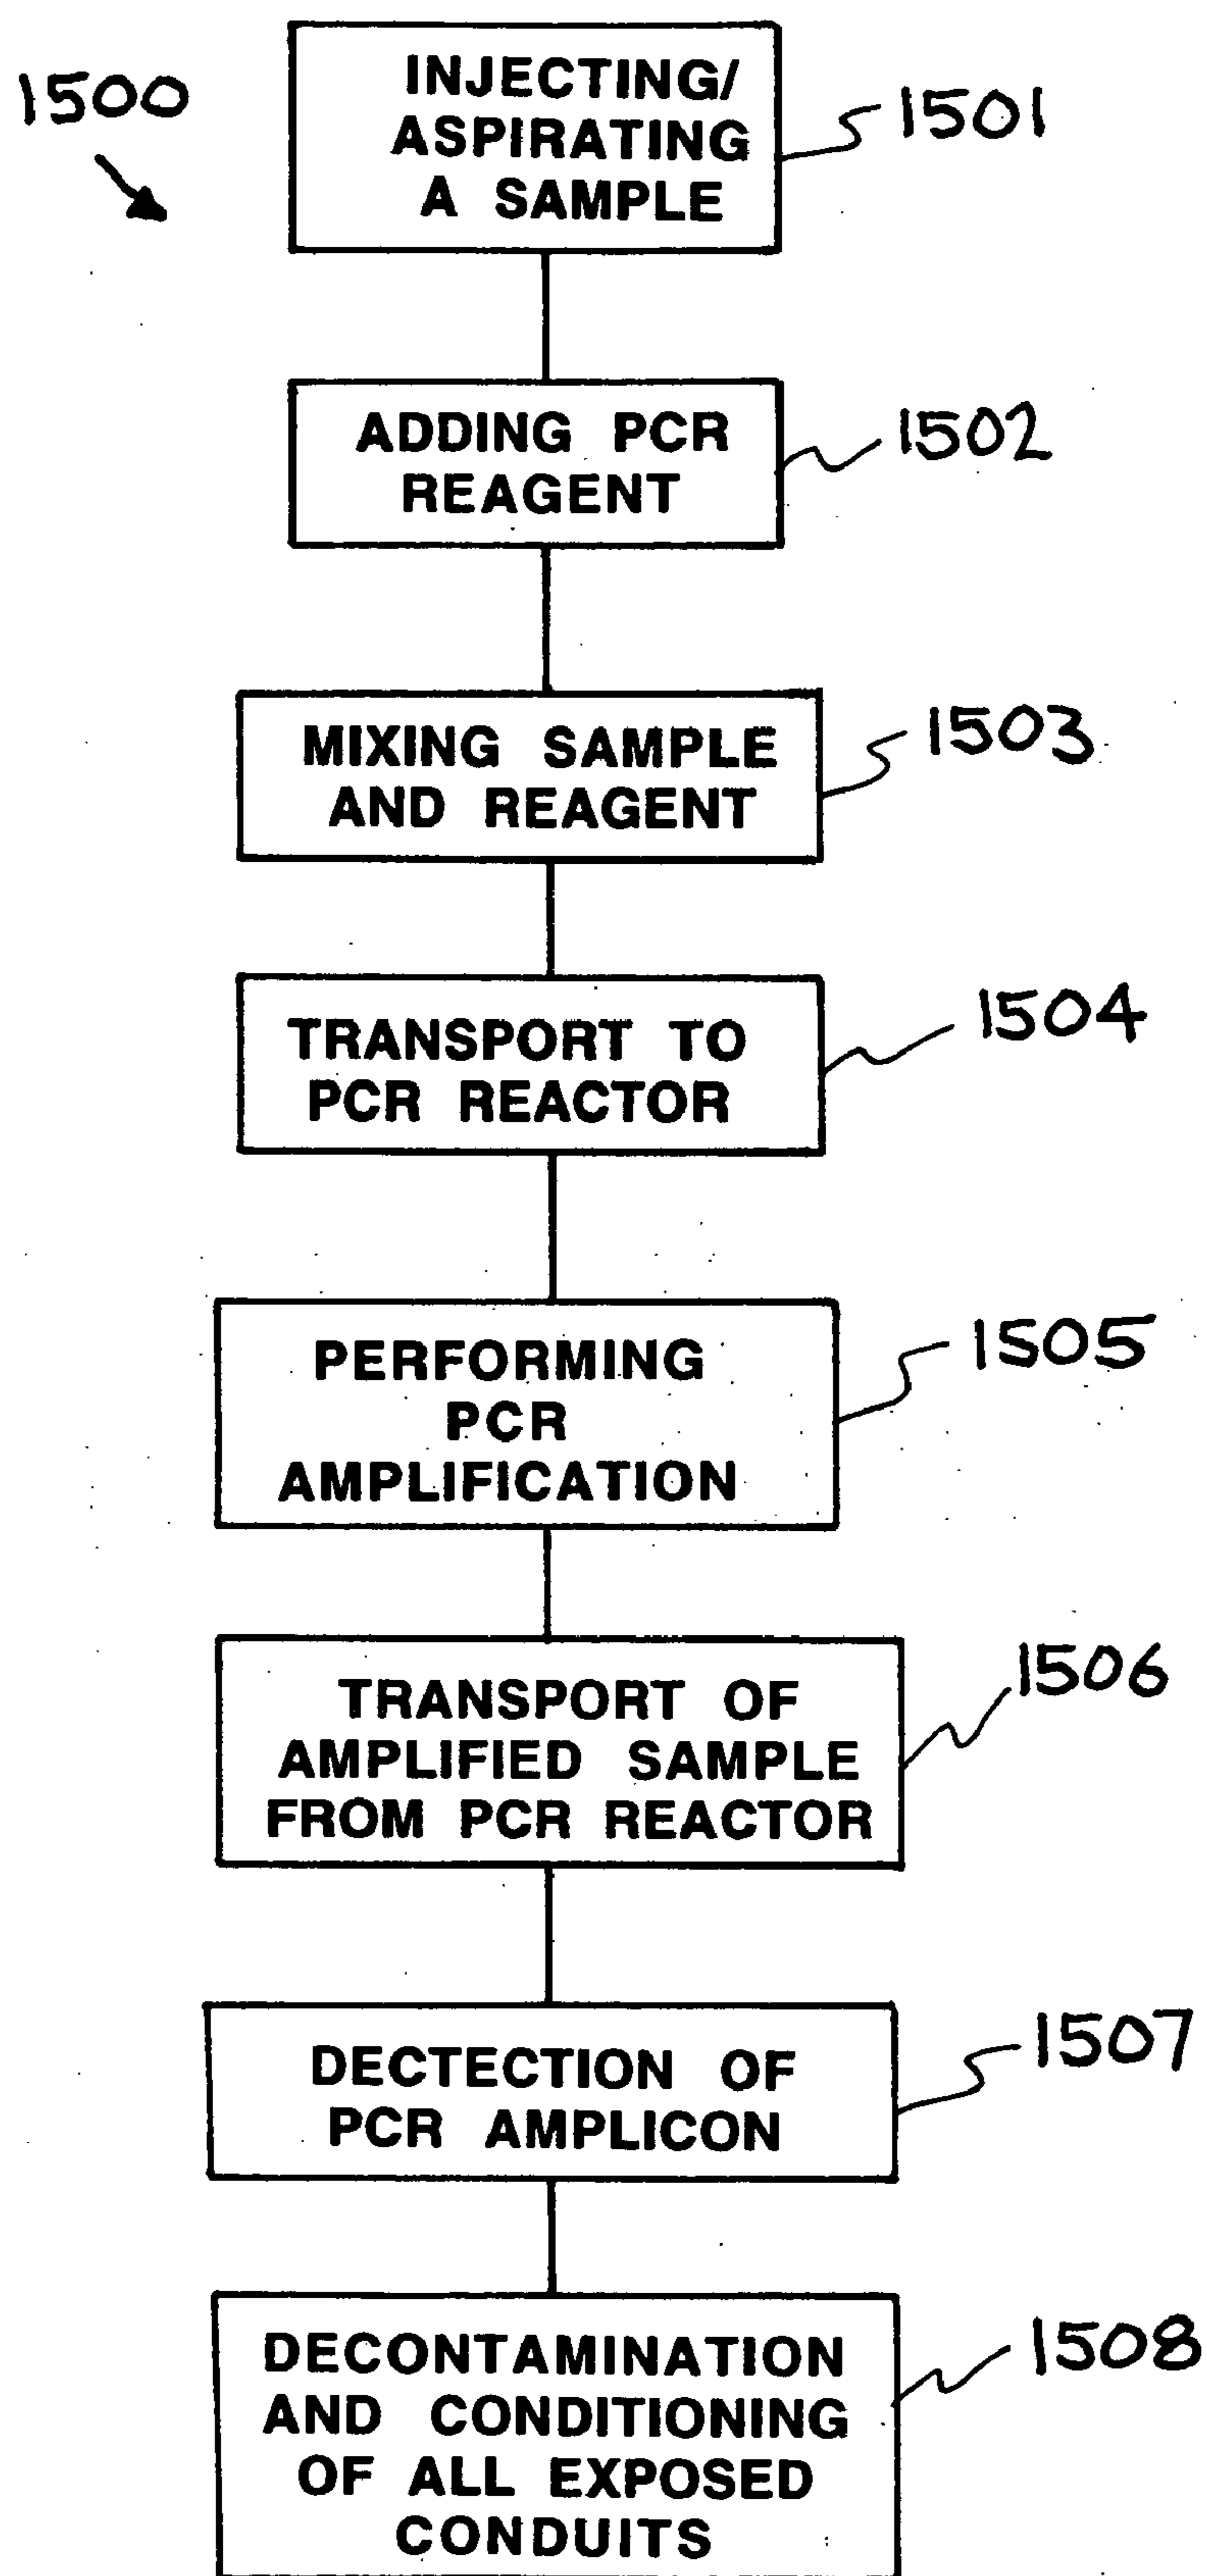 1500
INJECTING/
ASPIRATING
A SAMPLE
1501
ADDING PCR
REAGENT
1502
MIXING SAMPLE
AND REAGENT
1503
TRANSPORT TO
PCR REACTOR
1504
PERFORMING
PCR
AMPLIFICATION
1505
TRANSPORT OF
AMPLIFIED SAMPLE
FROM PCR REACTOR
1506
DECTECTION OF
PCR AMPLICON
1507
DECONTAMINATION
AND CONDITIONING
OF ALL EXPOSED
CONDUITS
1508